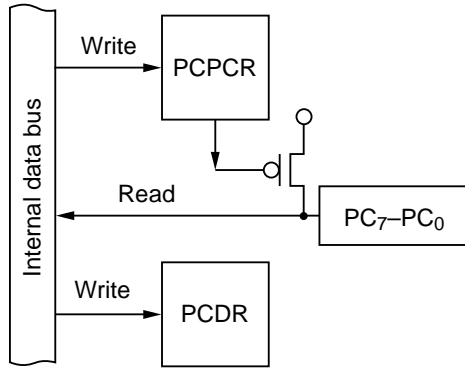 Write
PCPCR
Internal data bus
Read
PC₇–PC₀
Write
PCDR